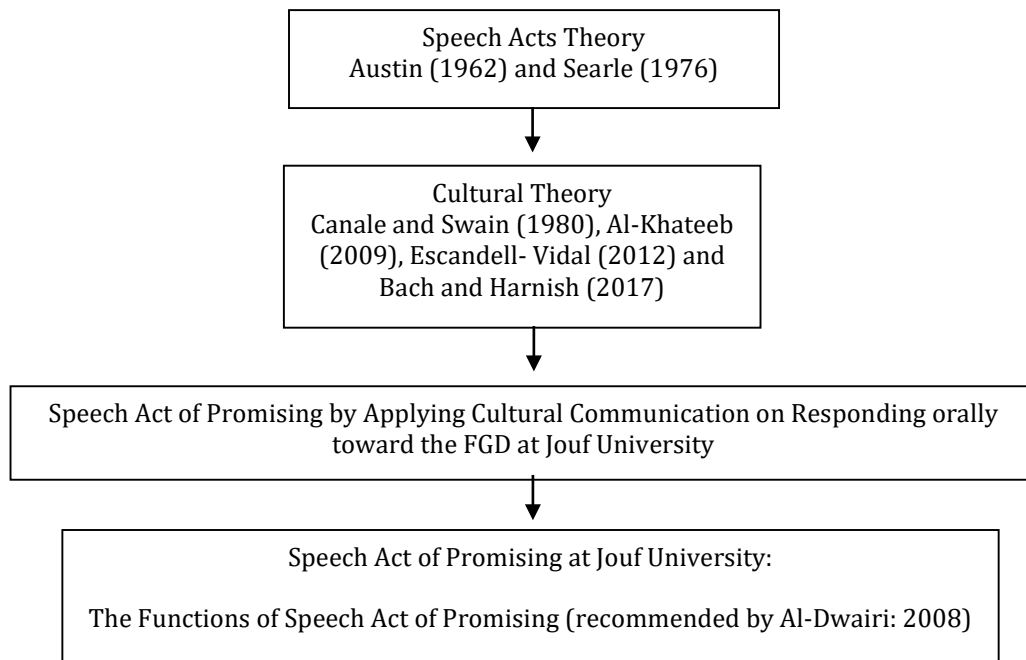 Speech Acts Theory
Austin (1962) and Searle (1976)
Cultural Theory
Canale and Swain (1980), Al-Khateeb
(2009), Escandell- Vidal (2012) and
Bach and Harnish (2017)
Speech Act of Promising by Applying Cultural Communication on Responding orally
toward the FGD at Jouf University
Speech Act of Promising at Jouf University:
The Functions of Speech Act of Promising (recommended by Al-Dwairi: 2008)